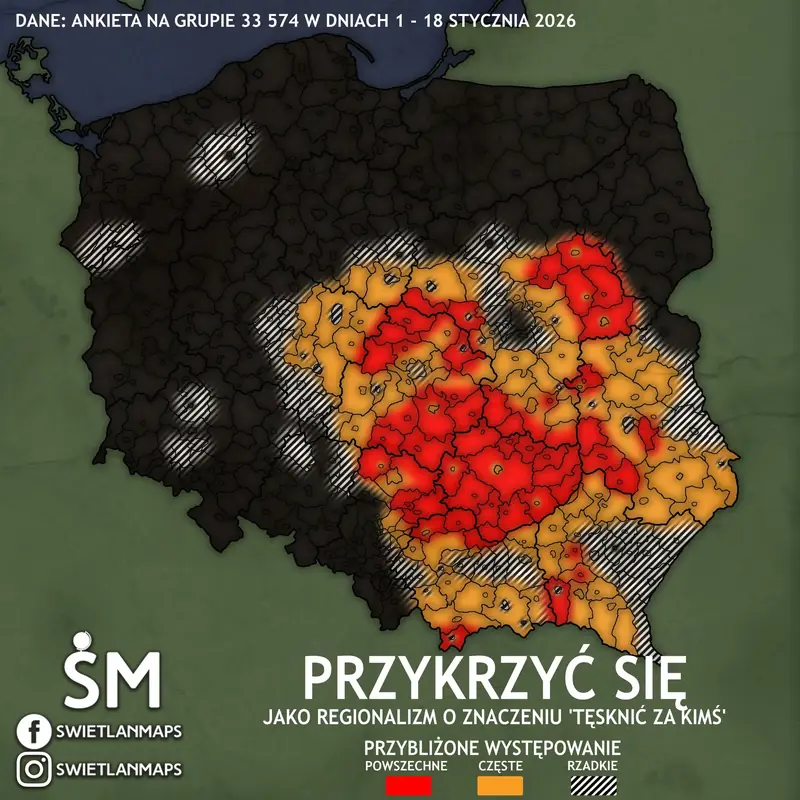 DANE: ANKIETA NA GRUPIE 33 574 W DNIACH 1 - 18 STYCZNIA 2026
ŚM
SWIETLANMAPS
SWIETLANMAPS
PRZYKRZYĆ SIĘ
JAKO REGIONALIZM O ZNACZENIU 'TĘSKNIĆ ZA KIMŚ'
PRZYBLIŻONE WYSTĘPOWANIE
POWSZECHNE CZĘSTE RZADKIE